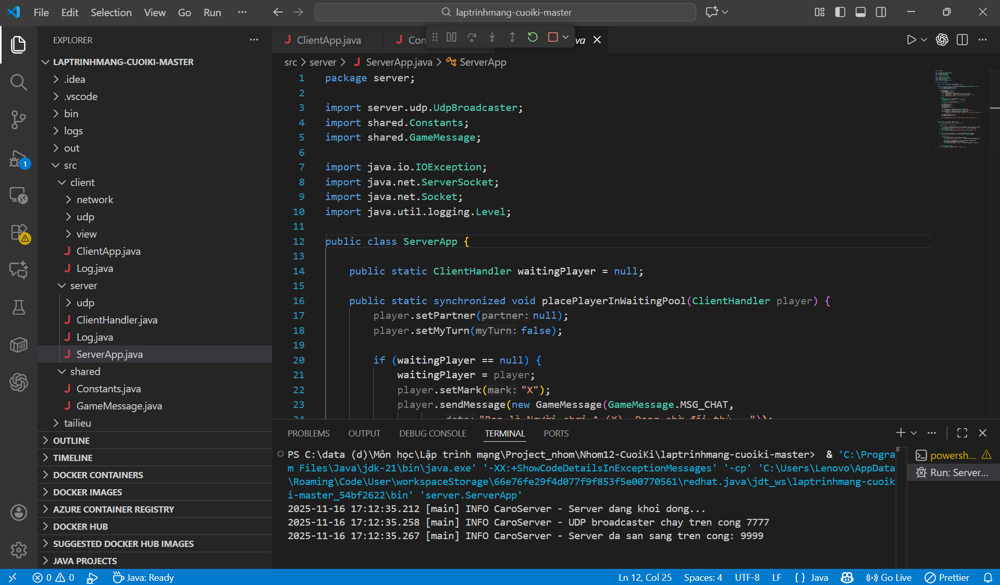 File Edit Selection View Go Run ··· laptrinhmang-cuoiki-master
EXPLORER
LAPTRINHMANG-CUOIKI-MASTER
.idea
.vscode
bin
logs
out
src
client
network
udp
view
ClientApp.java
Log.java
server
udp
ClientHandler.java
Log.java
ServerApp.java
shared
Constants.java
GameMessage.java
tailieu
OUTLINE
TIMELINE
DOCKER CONTAINERS
DOCKER IMAGES
AZURE CONTAINER REGISTRY
DOCKER HUB
SUGGESTED DOCKER HUB IMAGES
JAVA PROJECTS
1
ClientApp.java Con va
src > server > ServerApp.java > ServerApp
1 package server;
2
3 import server.udp.UdpBroadcaster;
4 import shared.Constants;
5 import shared.GameMessage;
6
7 import java.io.IOException;
8 import java.net.ServerSocket;
9 import java.net.Socket;
10 import java.util.logging.Level;
11
12 public class ServerApp {
13
14 public static ClientHandler waitingPlayer = null;
15
16 public static synchronized void placePlayerInWaitingPool(ClientHandler player) {
17 player.setPartner(partner: null);
18 player.setMyTurn(myTurn: false);
19
20 if (waitingPlayer == null) {
21 waitingPlayer = player;
22 player.setMark(mark: "X");
23 player.sendMessage(new GameMessage(GameMessage.MSG_CHAT,
PROBLEMS OUTPUT DEBUG CONSOLE TERMINAL PORTS
PS C:\data (d)\Môn học\Lập trình mạng\Project_nhom\Nhom12-CuoiKi\laptrinhmang-cuoiki-master> & 'C:\Progra
m Files\Java\jdk-21\bin\java.exe' '-XX:+ShowCodeDetailsInExceptionMessages' '-cp' 'C:\Users\Lenovo\AppData
\Roaming\Code\User\workspaceStorage\66e76fe29f4d077f9f853f5e00770561\redhat.java\jdt_ws\laptrinhmang-cuoik
i-master_54bf2622\bin' 'server.ServerApp'
2025-11-16 17:12:35.212 [main] INFO CaroServer - Server dang khoi dong...
2025-11-16 17:12:35.258 [main] INFO CaroServer - UDP broadcaster chay tren cong 7777
2025-11-16 17:12:35.267 [main] INFO CaroServer - Server da san sang tren cong: 9999
powersh...
Run: Server...
0 0 Java: Ready Ln 12, Col 25 Spaces: 4 UTF-8 LF { } Java Go Live Prettier